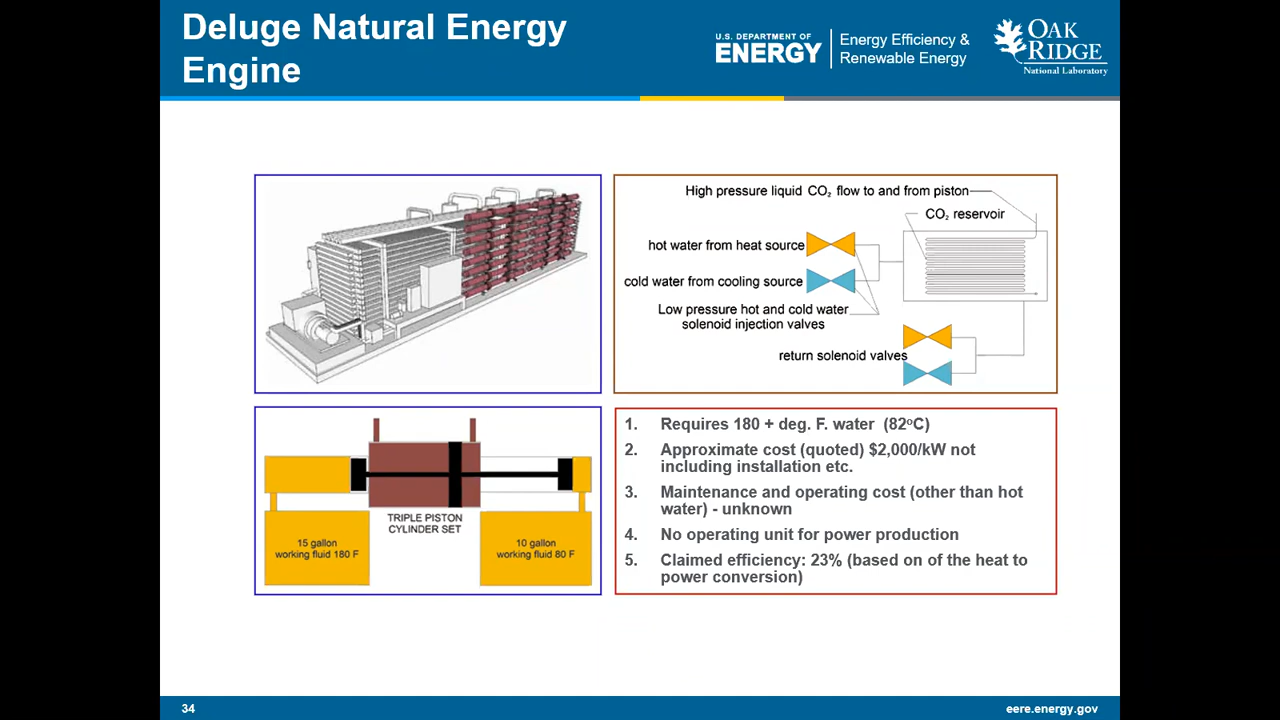 Deluge Natural Energy
Engine
U.S. DEPARTMENT OF
ENERGY
Energy Efficiency &
Renewable Energy
OAK
RIDGE
National Laboratory
High pressure liquid CO₂ flow to and from piston
CO₂ reservoir
hot water from heat source
cold water from cooling source
Low pressure hot and cold water
solenoid injection valves
return solenoid valves
TRIPLE PISTON
CYLINDER SET
15 gallon
working fluid 180 F
10 gallon
working fluid 80 F
1. Requires 180 + deg. F. water (82°C)
2. Approximate cost (quoted) $2,000/kW not
including installation etc.
3. Maintenance and operating cost (other than hot
water) - unknown
4. No operating unit for power production
5. Claimed efficiency: 23% (based on of the heat to
power conversion)
34
eere.energy.gov